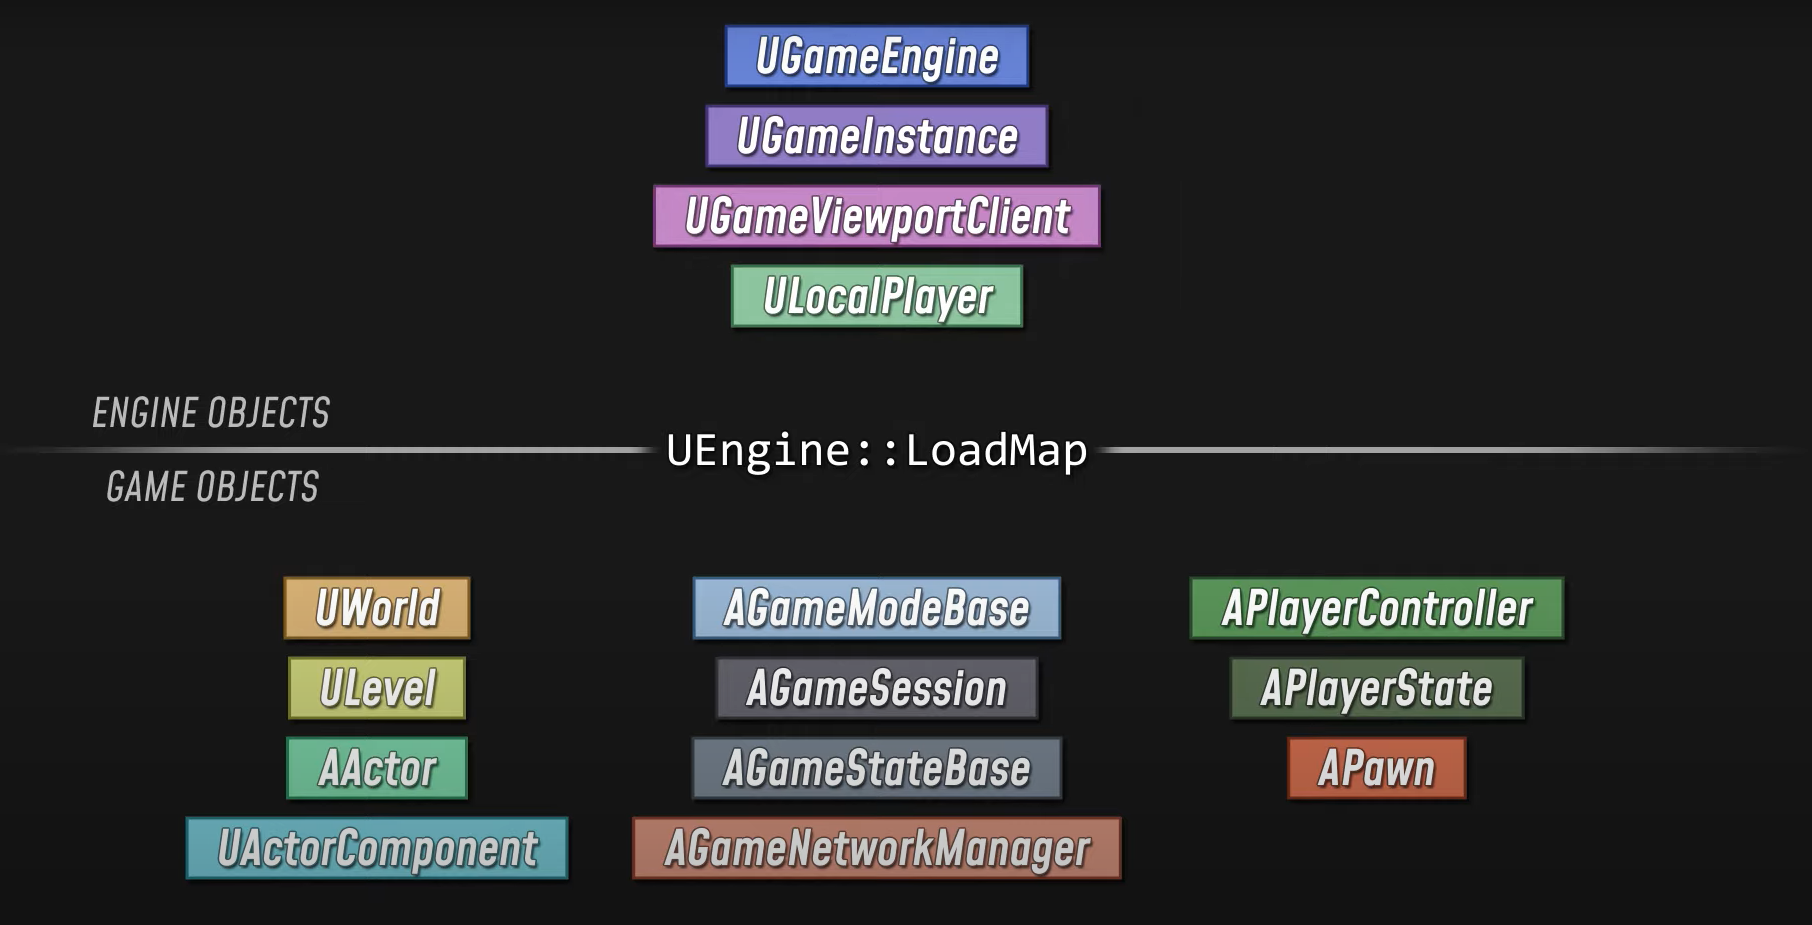 UGameEngine
UGameInstance
UGameViewportClient
ULocalPlayer
ENGINE OBJECTS
UEngine::LoadMap
GAME OBJECTS
UWorld
ULevel
AActor
UActorComponent
AGameModeBase
AGameSession
AGameStateBase
AGameNetworkManager
APlayerController
APlayerState
APawn